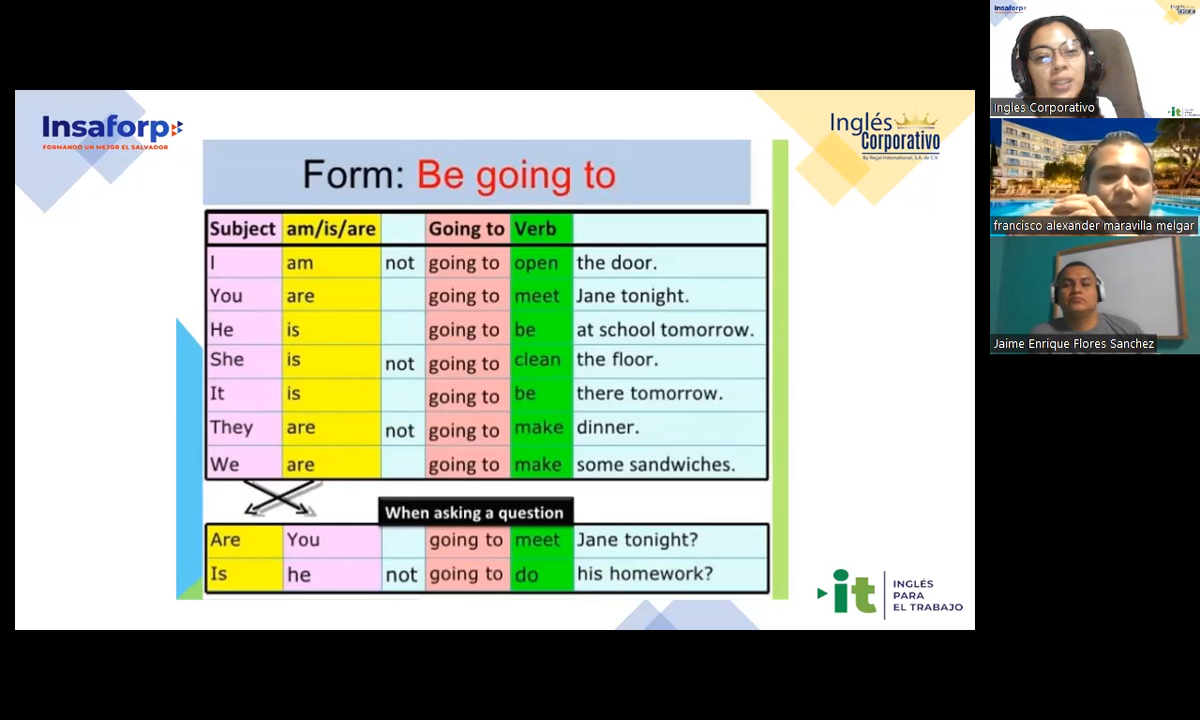 Insaforp
FORMANDO UN MEJOR EL SALVADOR
Inglés
Corporativo
By Regal International, S.A. de C.V.
Form: Be going to
Subject am/is/are Going to Verb
I am not going to open the door.
You are going to meet Jane tonight.
He is going to be at school tomorrow.
She is not going to clean the floor.
It is going to be there tomorrow.
They are not going to make dinner.
We are going to make some sandwiches.
When asking a question
Are You going to meet Jane tonight?
Is he not going to do his homework?
it
INGLÉS
PARA
EL TRABAJO
Insaforp
Ingles Corporativo
it
francisco alexander maravilla melgar
Jaime Enrique Flores Sanchez